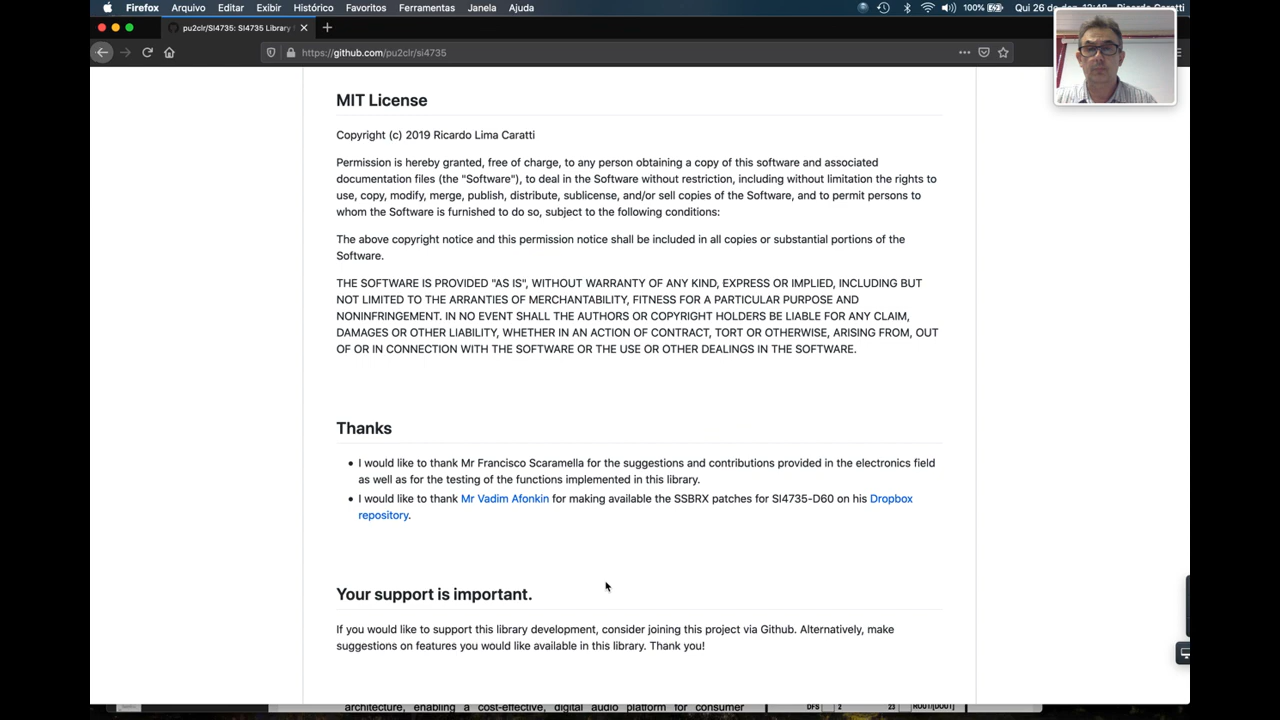 Firefox Arquivo Editar Exibir Histórico Favoritos Ferramentas Janela Ajuda 100% Qui 26 de
pu2clr/SI4735: SI4735 Library
https://github.com/pu2clr/si4735
MIT License
Copyright (c) 2019 Ricardo Lima Caratti
Permission is hereby granted, free of charge, to any person obtaining a copy of this software and associated
documentation files (the "Software"), to deal in the Software without restriction, including without limitation the rights to
use, copy, modify, merge, publish, distribute, sublicense, and/or sell copies of the Software, and to permit persons to
whom the Software is furnished to do so, subject to the following conditions:
The above copyright notice and this permission notice shall be included in all copies or substantial portions of the
Software.
THE SOFTWARE IS PROVIDED "AS IS", WITHOUT WARRANTY OF ANY KIND, EXPRESS OR IMPLIED, INCLUDING BUT
NOT LIMITED TO THE ARRANTIES OF MERCHANTABILITY, FITNESS FOR A PARTICULAR PURPOSE AND
NONINFRINGEMENT. IN NO EVENT SHALL THE AUTHORS OR COPYRIGHT HOLDERS BE LIABLE FOR ANY CLAIM,
DAMAGES OR OTHER LIABILITY, WHETHER IN AN ACTION OF CONTRACT, TORT OR OTHERWISE, ARISING FROM, OUT
OF OR IN CONNECTION WITH THE SOFTWARE OR THE USE OR OTHER DEALINGS IN THE SOFTWARE.
Thanks
I would like to thank Mr Francisco Scaramella for the suggestions and contributions provided in the electronics field
as well as for the testing of the functions implemented in this library.
I would like to thank Mr Vadim Afonkin for making available the SSBRX patches for SI4735-D60 on his Dropbox
repository.
Your support is important.
If you would like to support this library development, consider joining this project via Github. Alternatively, make
suggestions on features you would like available in this library. Thank you!
architecture, enabling a cost-effective, digital audio platform for consumer DFS 2 23 ROUT/[DOUT]